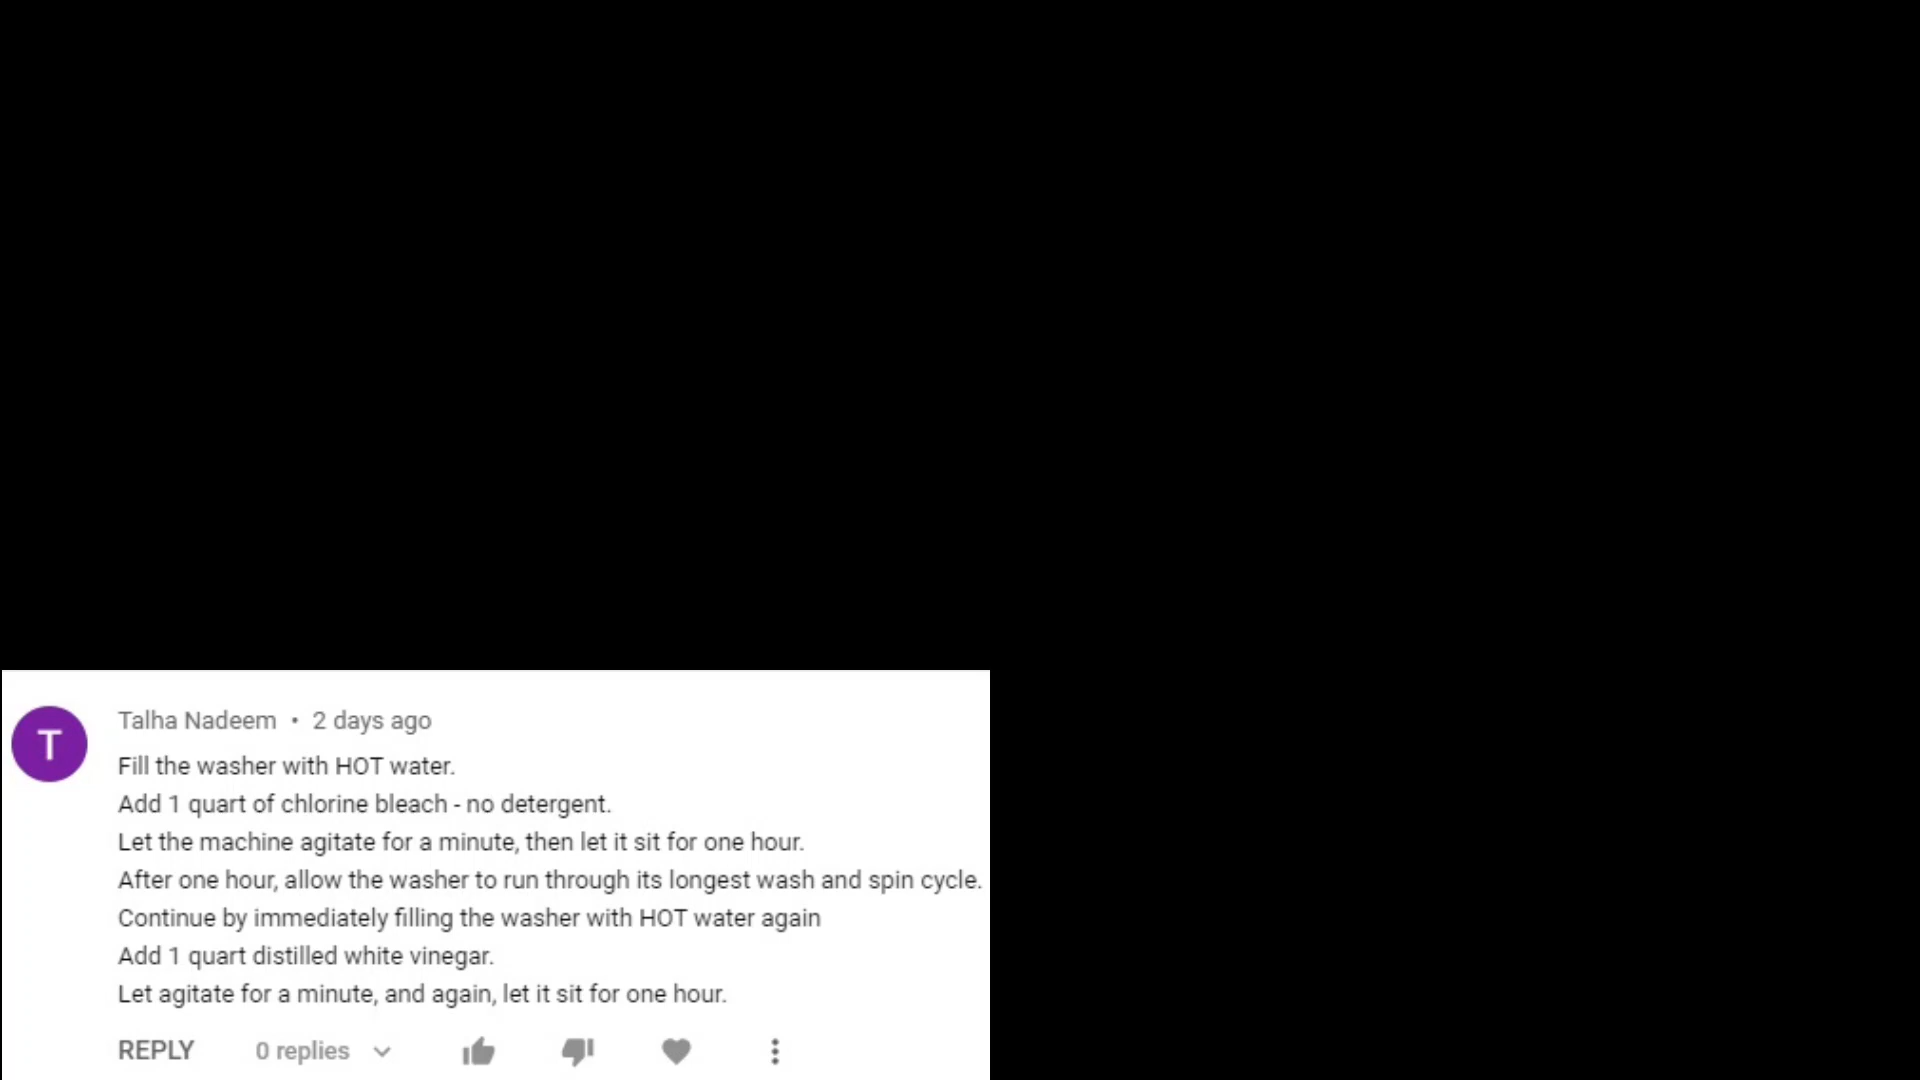 T
Talha Nadeem • 2 days ago
Fill the washer with HOT water.
Add 1 quart of chlorine bleach - no detergent.
Let the machine agitate for a minute, then let it sit for one hour.
After one hour, allow the washer to run through its longest wash and spin cycle.
Continue by immediately filling the washer with HOT water again
Add 1 quart distilled white vinegar.
Let agitate for a minute, and again, let it sit for one hour.
REPLY 0 replies